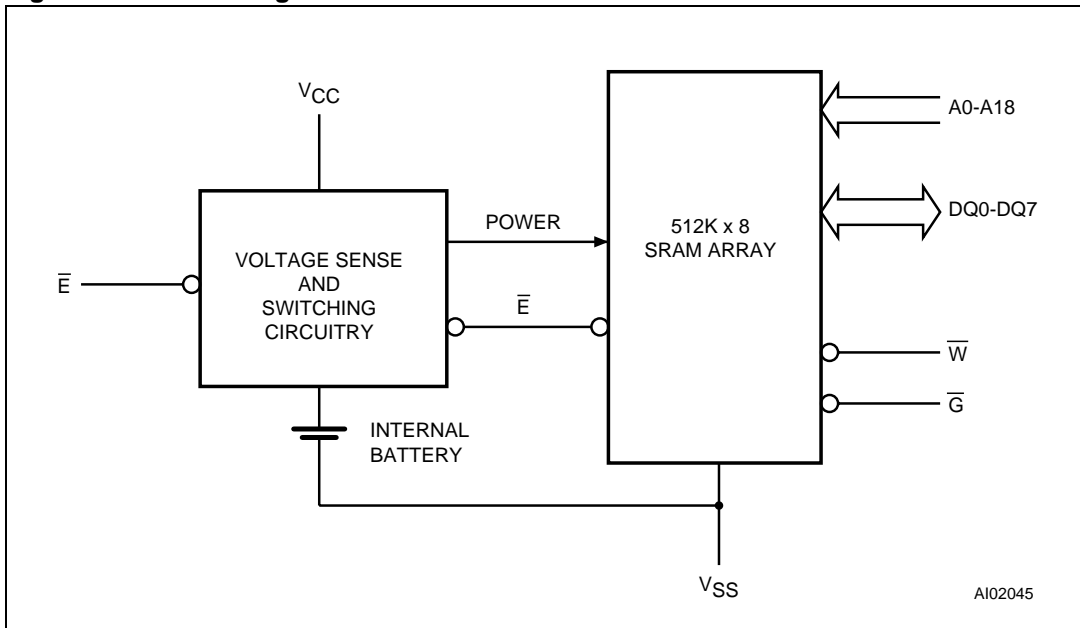 VCC
A0-A18
DQ0-DQ7
POWER
512K x 8
SRAM ARRAY
VOLTAGE SENSE
AND
SWITCHING
CIRCUITRY
E̅
E̅
W̅
G̅
INTERNAL
BATTERY
VSS
AI02045